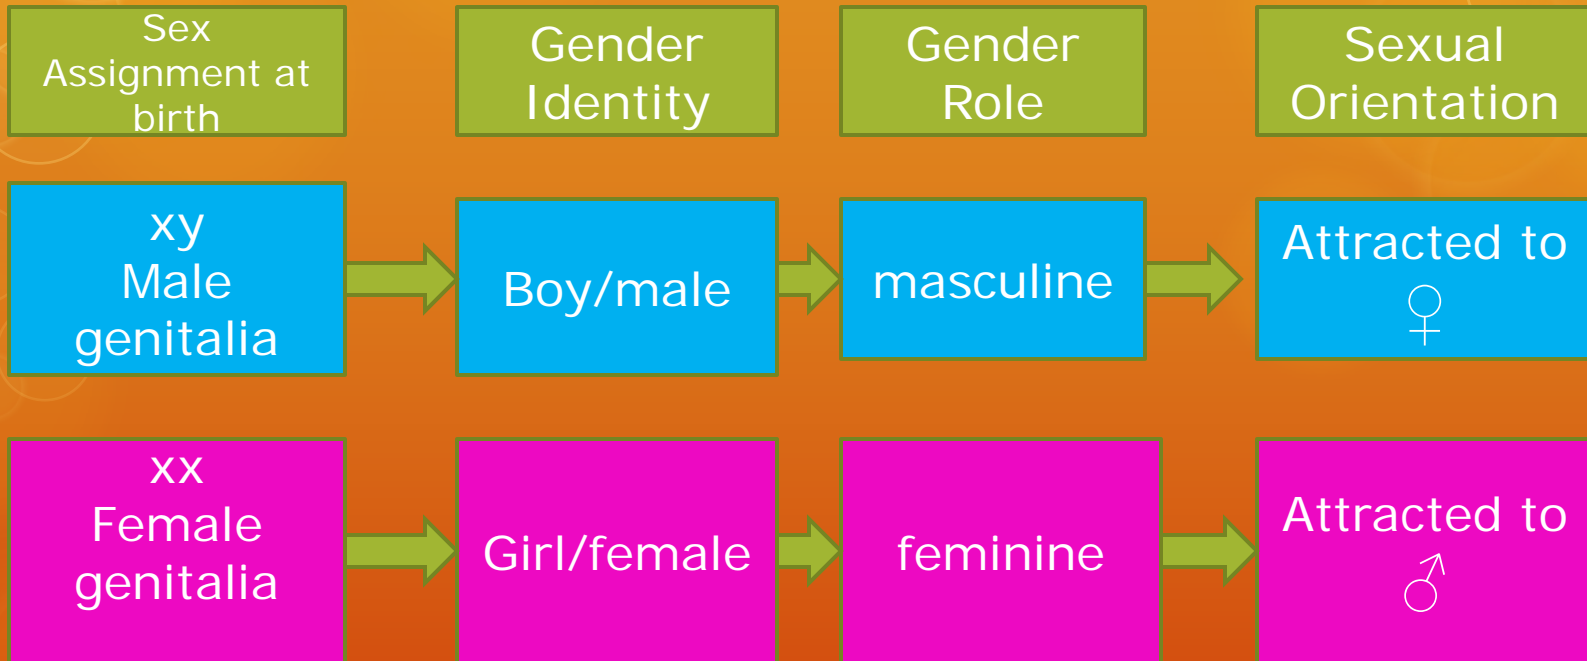 Sex
Assignment at
birth
Gender
Identity
Gender
Role
Sexual
Orientation
xy
Male
genitalia
Boy/male
masculine
Attracted to
♀
xx
Female
genitalia
Girl/female
feminine
Attracted to
♂